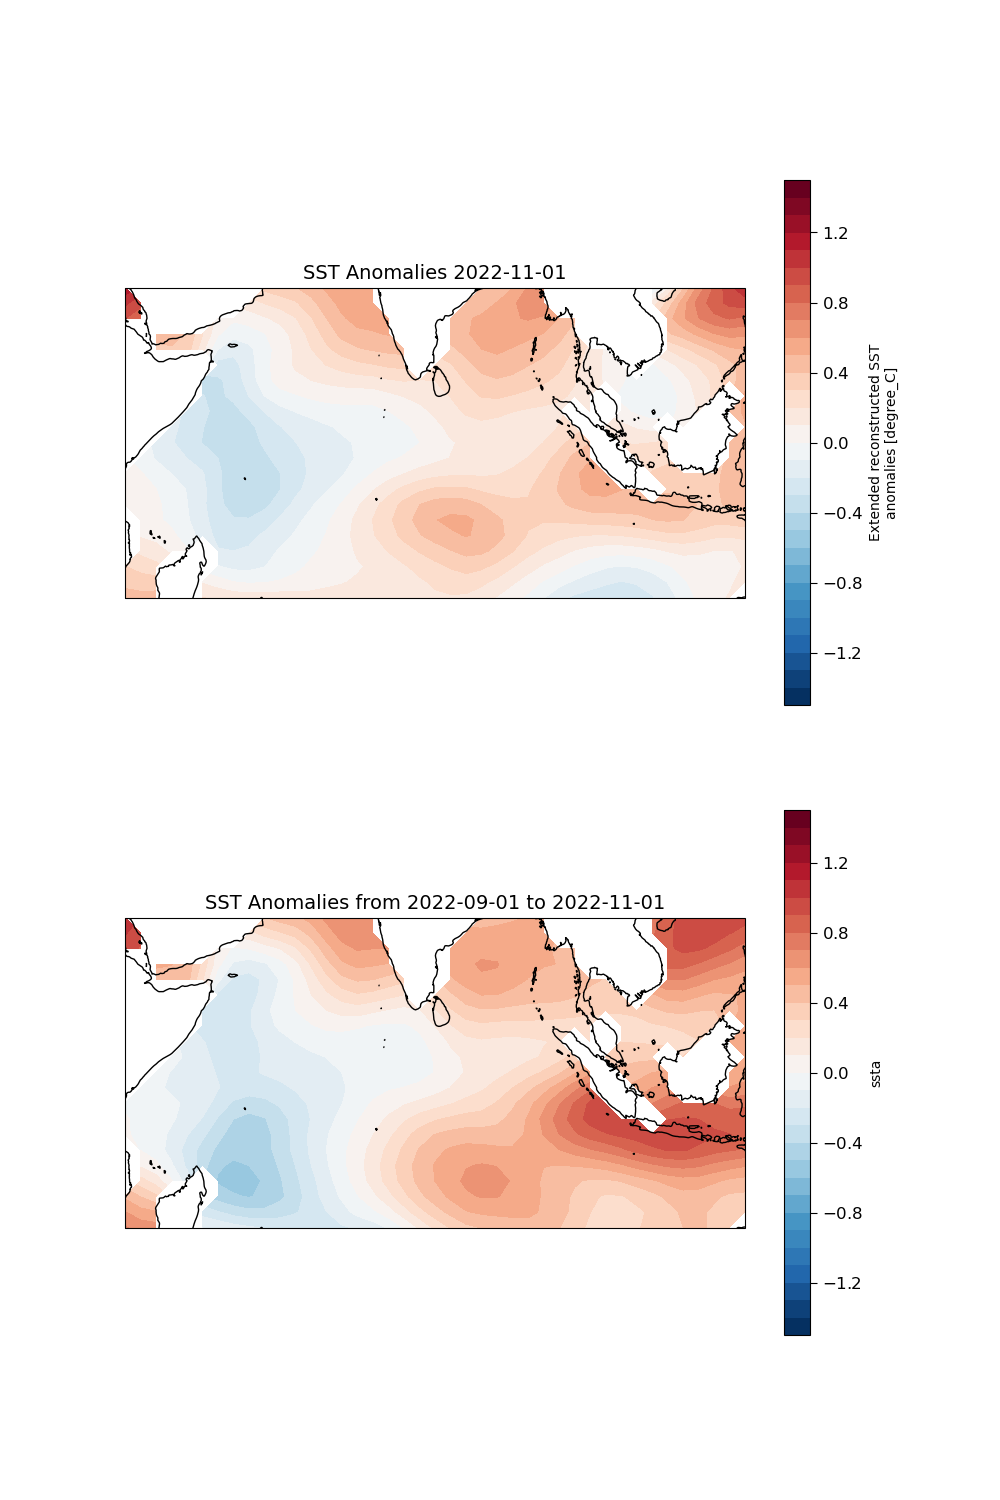 SST Anomalies 2022-11-01
1.2
0.8
0.4
0.0
−0.4
−0.8
−1.2
Extended reconstructed SST
anomalies [degree_C]
SST Anomalies from 2022-09-01 to 2022-11-01
1.2
0.8
0.4
0.0
−0.4
−0.8
−1.2
ssta